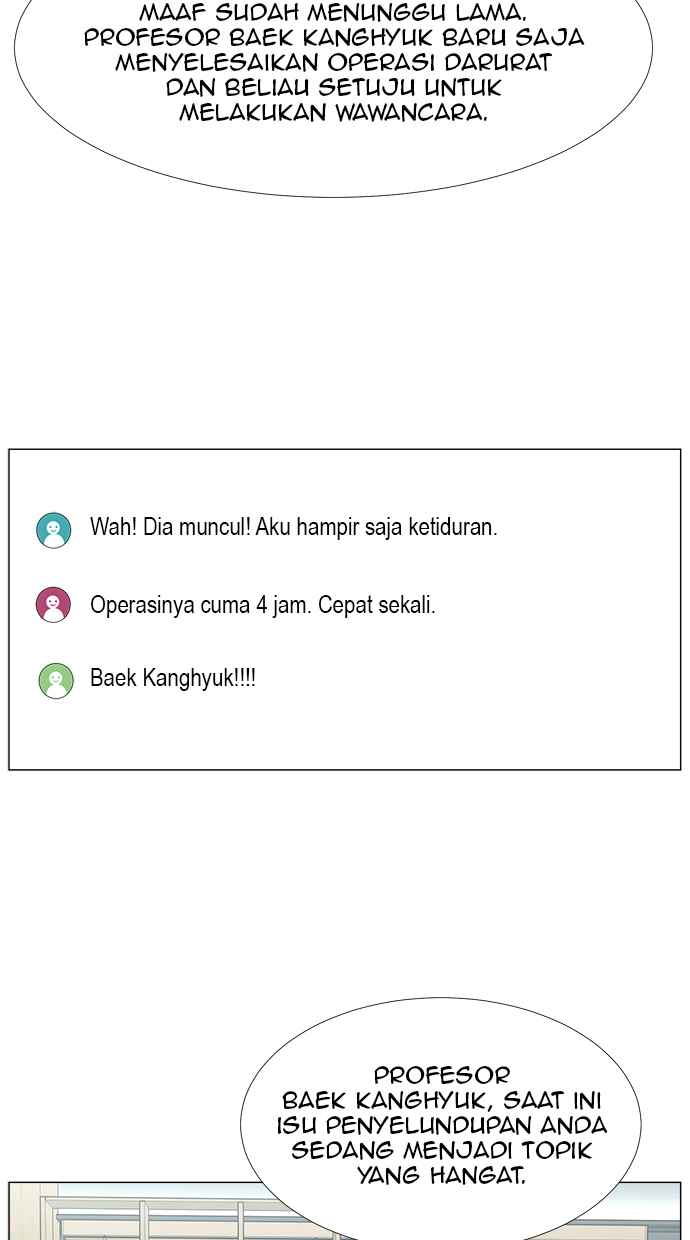 MAAF SUDAH MENUNGGU LAMA.
PROFESOR BAEK KANGHYUK BARU SAJA
MENYELESAIKAN OPERASI DARURAT
DAN BELIAU SETUJU UNTUK
MELAKUKAN WAWANCARA.
Wah! Dia muncul! Aku hampir saja ketiduran.
Operasinya cuma 4 jam. Cepat sekali.
Baek Kanghyuk!!!!
PROFESOR
BAEK KANGHYUK, SAAT INI
ISU PENYELUNDUPAN ANDA
SEDANG MENJADI TOPIK
YANG HANGAT.